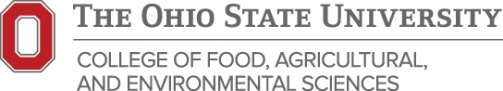 THE OHIO STATE UNIVERSITY
COLLEGE OF FOOD, AGRICULTURAL,
AND ENVIRONMENTAL SCIENCES